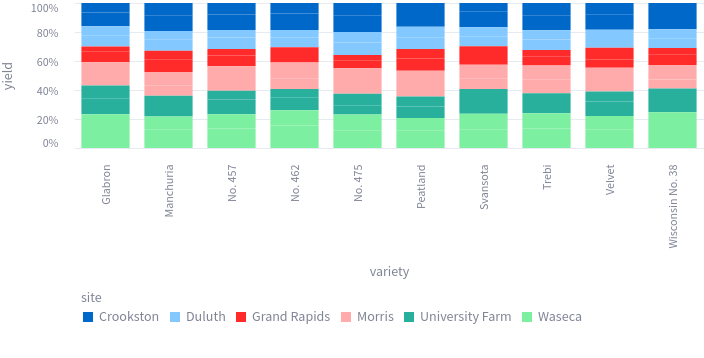 100%
80%
60%
40%
20%
0%
yield
Glabron
Manchuria
No. 457
No. 462
No. 475
Peatland
Svansota
Trebi
Velvet
Wisconsin No. 38
variety
site
Crookston Duluth Grand Rapids Morris University Farm Waseca